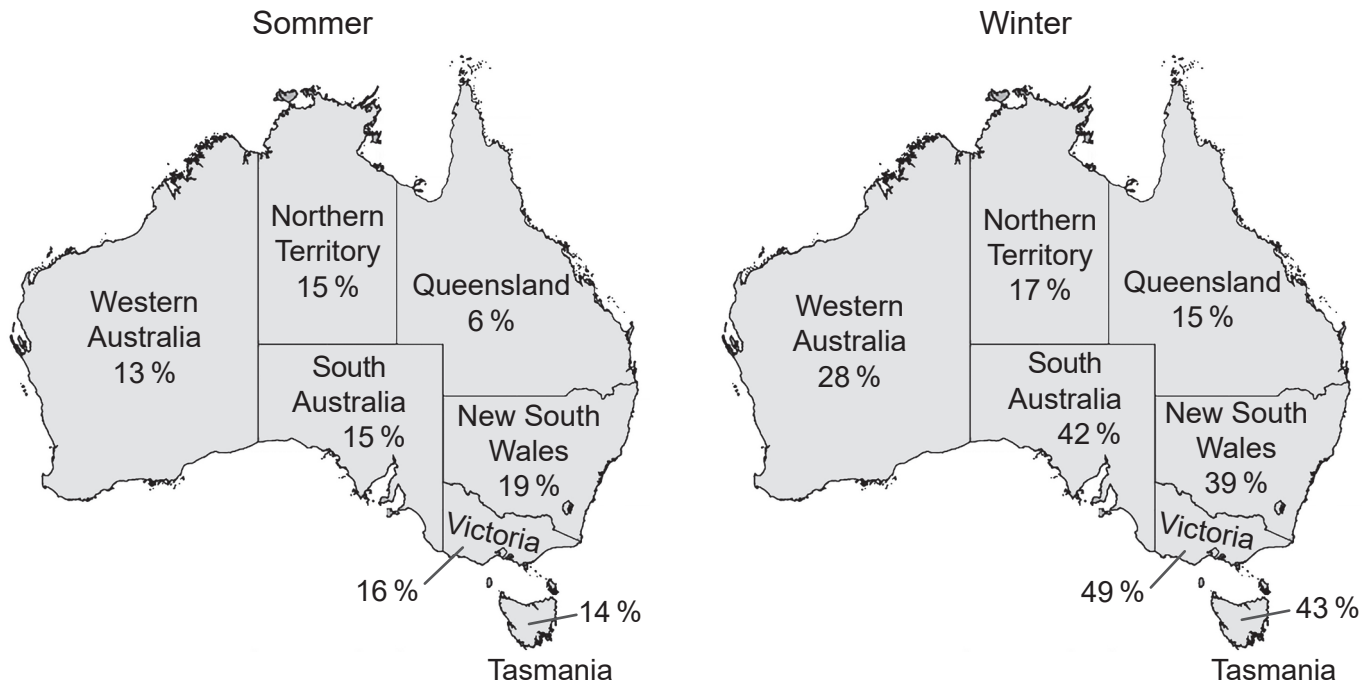 Sommer
Northern
Territory
15 %
Queensland
6 %
Western
Australia
13 %
South
Australia
15 %
New South
Wales
19 %
Victoria
16 %
14 %
Tasmania
Winter
Northern
Territory
17 %
Queensland
15 %
Western
Australia
28 %
South
Australia
42 %
New South
Wales
39 %
Victoria
49 %
43 %
Tasmania